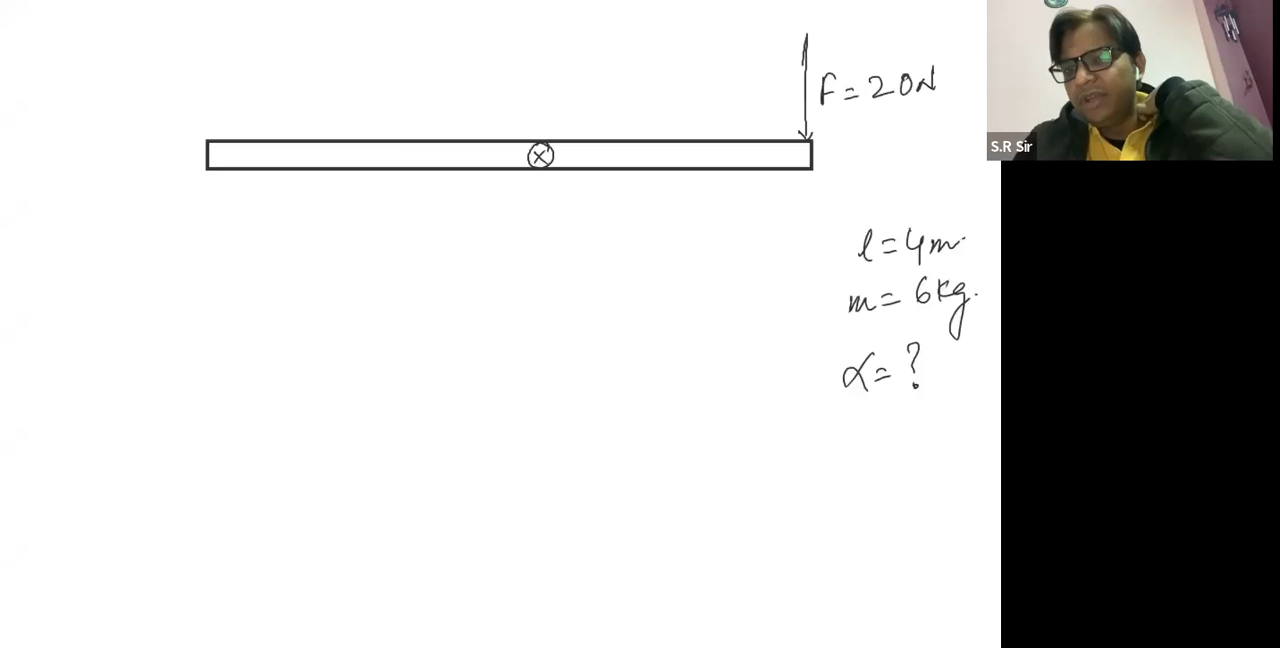 F = 20N
S.R Sir
l = 4m.
m = 6kg.
α = ?